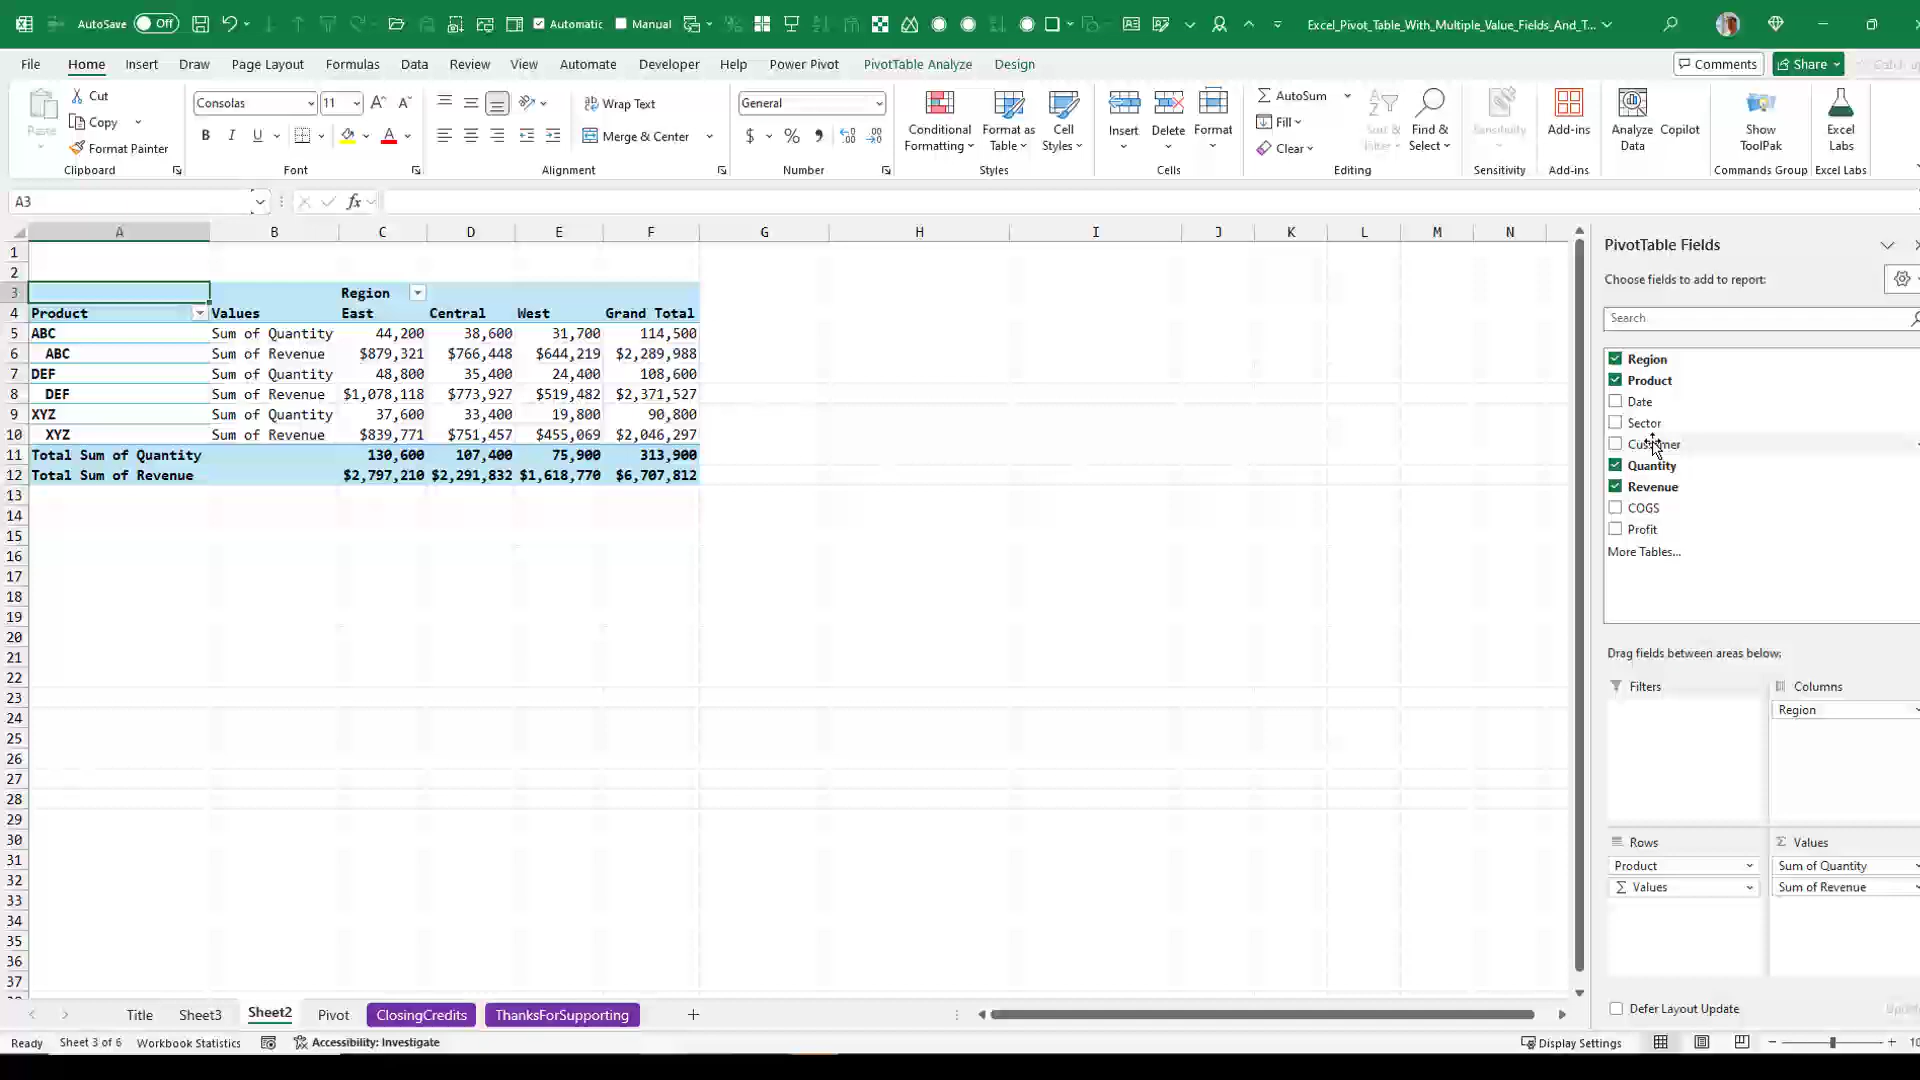 AutoSave Off Automatic Manual Excel_Pivot_Table_With_Multiple_Value_Fields_And_T...
File Home Insert Draw Page Layout Formulas Data Review View Automate Developer Help Power Pivot PivotTable Analyze Design Comments Share Catch up
Paste Cut Copy Format Painter Clipboard
Consolas 11 B I U Font
Wrap Text Merge & Center Alignment
General $ % Number
Conditional Formatting Format as Table Cell Styles Styles
Insert Delete Format Cells
AutoSum Fill Clear Sort & Filter Find & Select Editing
Sensitivity Sensitivity
Add-ins Add-ins
Analyze Data Copilot
Show ToolPak Commands Group
Excel Labs Excel Labs
A3 fx
A B C D E F G H I J K L M N
1
2
3 Region
4 Product Values East Central West Grand Total
5 ABC Sum of Quantity 44,200 38,600 31,700 114,500
6 ABC Sum of Revenue $879,321 $766,448 $644,219 $2,289,988
7 DEF Sum of Quantity 48,800 35,400 24,400 108,600
8 DEF Sum of Revenue $1,078,118 $773,927 $519,482 $2,371,527
9 XYZ Sum of Quantity 37,600 33,400 19,800 90,800
10 XYZ Sum of Revenue $839,771 $751,457 $455,069 $2,046,297
11 Total Sum of Quantity 130,600 107,400 75,900 313,900
12 Total Sum of Revenue $2,797,210 $2,291,832 $1,618,770 $6,707,812
13
14
15
16
17
18
19
20
21
22
23
24
25
26
27
28
29
30
31
32
33
34
35
36
37
PivotTable Fields
Choose fields to add to report:
Search
Region
Product
Date
Sector
Customer
Quantity
Revenue
COGS
Profit
More Tables...
Drag fields between areas below:
Filters Columns
Region
Rows Values
Product Sum of Quantity
Σ Values Sum of Revenue
Defer Layout Update
Title Sheet3 Sheet2 Pivot ClosingCredits ThanksForSupporting
Ready Sheet 3 of 6 Workbook Statistics Accessibility: Investigate Display Settings